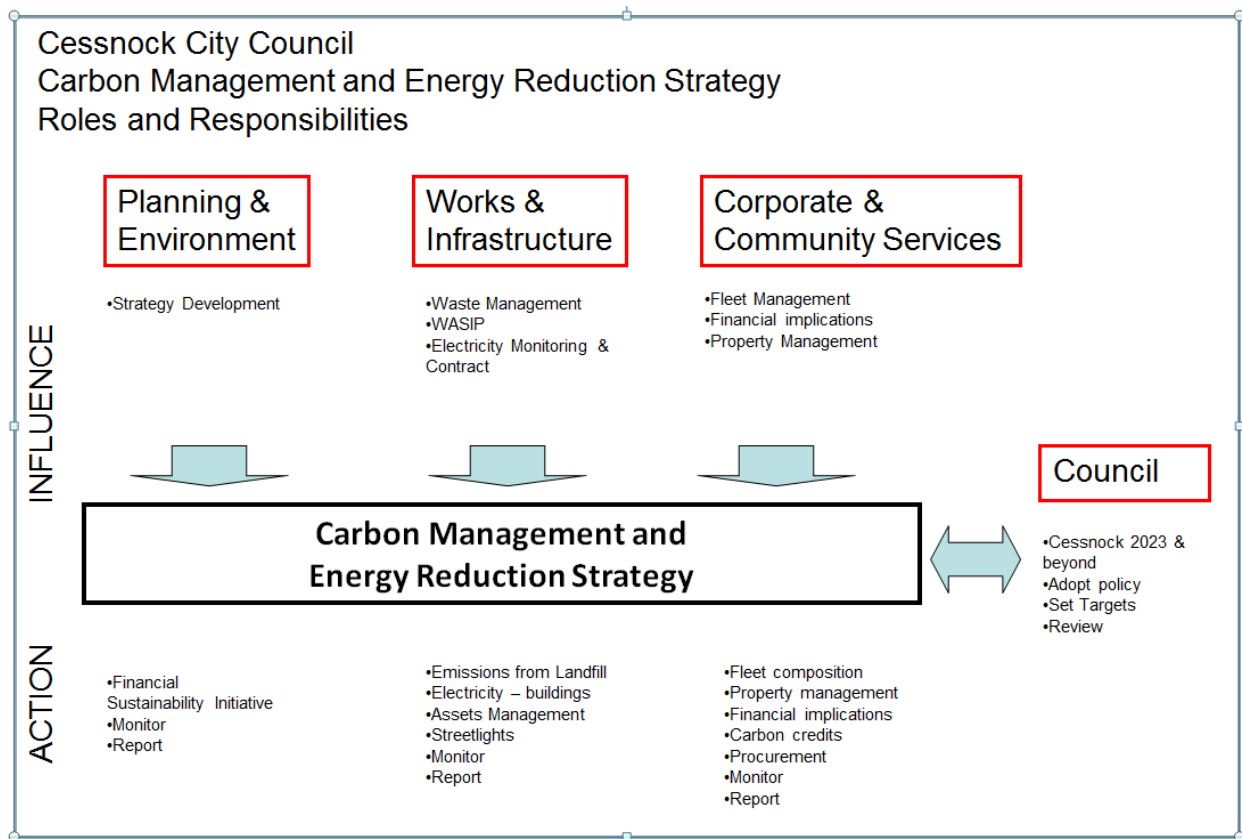 Cessnock City Council
Carbon Management and Energy Reduction Strategy
Roles and Responsibilities
Planning &
Environment
Works &
Infrastructure
Corporate &
Community Services
INFLUENCE
•Strategy Development
•Waste Management
•WASIP
•Electricity Monitoring &
Contract
•Fleet Management
•Financial implications
•Property Management
Carbon Management and
Energy Reduction Strategy
Council
•Cessnock 2023 &
beyond
•Adopt policy
•Set Targets
•Review
ACTION
•Financial
Sustainability Initiative
•Monitor
•Report
•Emissions from Landfill
•Electricity – buildings
•Assets Management
•Streetlights
•Monitor
•Report
•Fleet composition
•Property management
•Financial implications
•Carbon credits
•Procurement
•Monitor
•Report